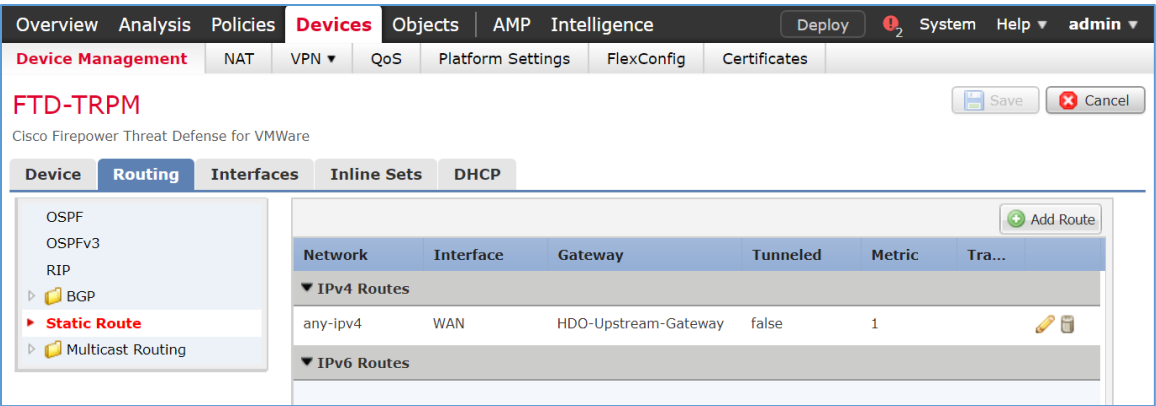 Overview Analysis Policies Devices Objects AMP Intelligence Deploy 2 System Help admin
Device Management NAT VPN QoS Platform Settings FlexConfig Certificates
FTD-TRPM
Save Cancel
Cisco Firepower Threat Defense for VMWare
Device Routing Interfaces Inline Sets DHCP
OSPF
OSPFv3
RIP
BGP
Static Route
Multicast Routing
Add Route
Network Interface Gateway Tunneled Metric Tra...
IPv4 Routes
any-ipv4 WAN HDO-Upstream-Gateway false 1
IPv6 Routes